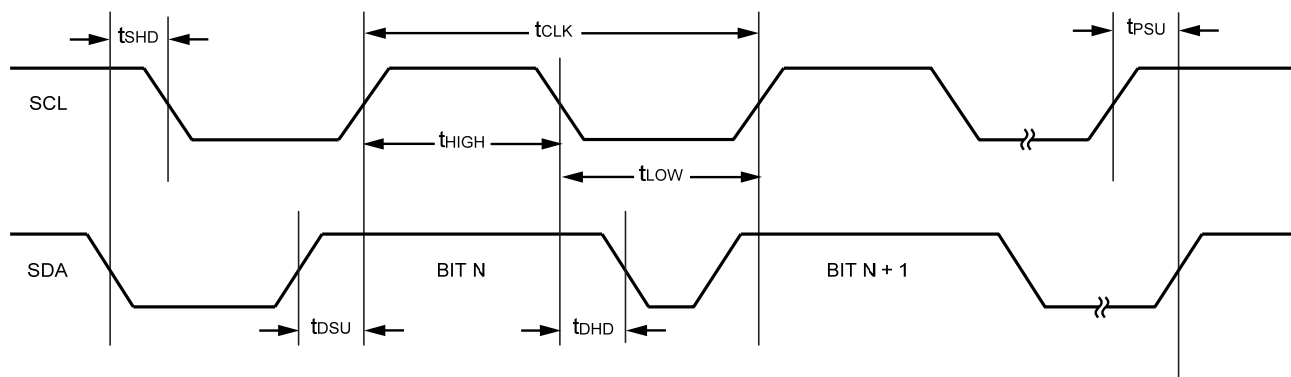 tSHD
tCLK
tPSU
SCL
tHIGH
tLOW
SDA
BIT N
BIT N + 1
tDSU
tDHD